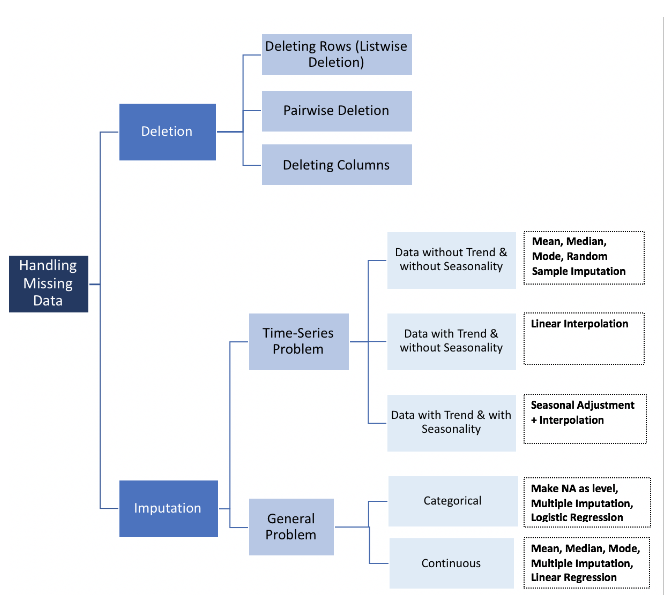 Deleting Rows (Listwise
Deletion)
Deletion
Pairwise Deletion
Deleting Columns
Handling
Missing
Data
Data without Trend &
without Seasonality
Mean, Median,
Mode, Random
Sample Imputation
Time-Series
Problem
Data with Trend &
without Seasonality
Linear Interpolation
Data with Trend & with
Seasonality
Seasonal Adjustment
+ Interpolation
Imputation
General
Problem
Categorical
Make NA as level,
Multiple Imputation,
Logistic Regression
Continuous
Mean, Median, Mode,
Multiple Imputation,
Linear Regression